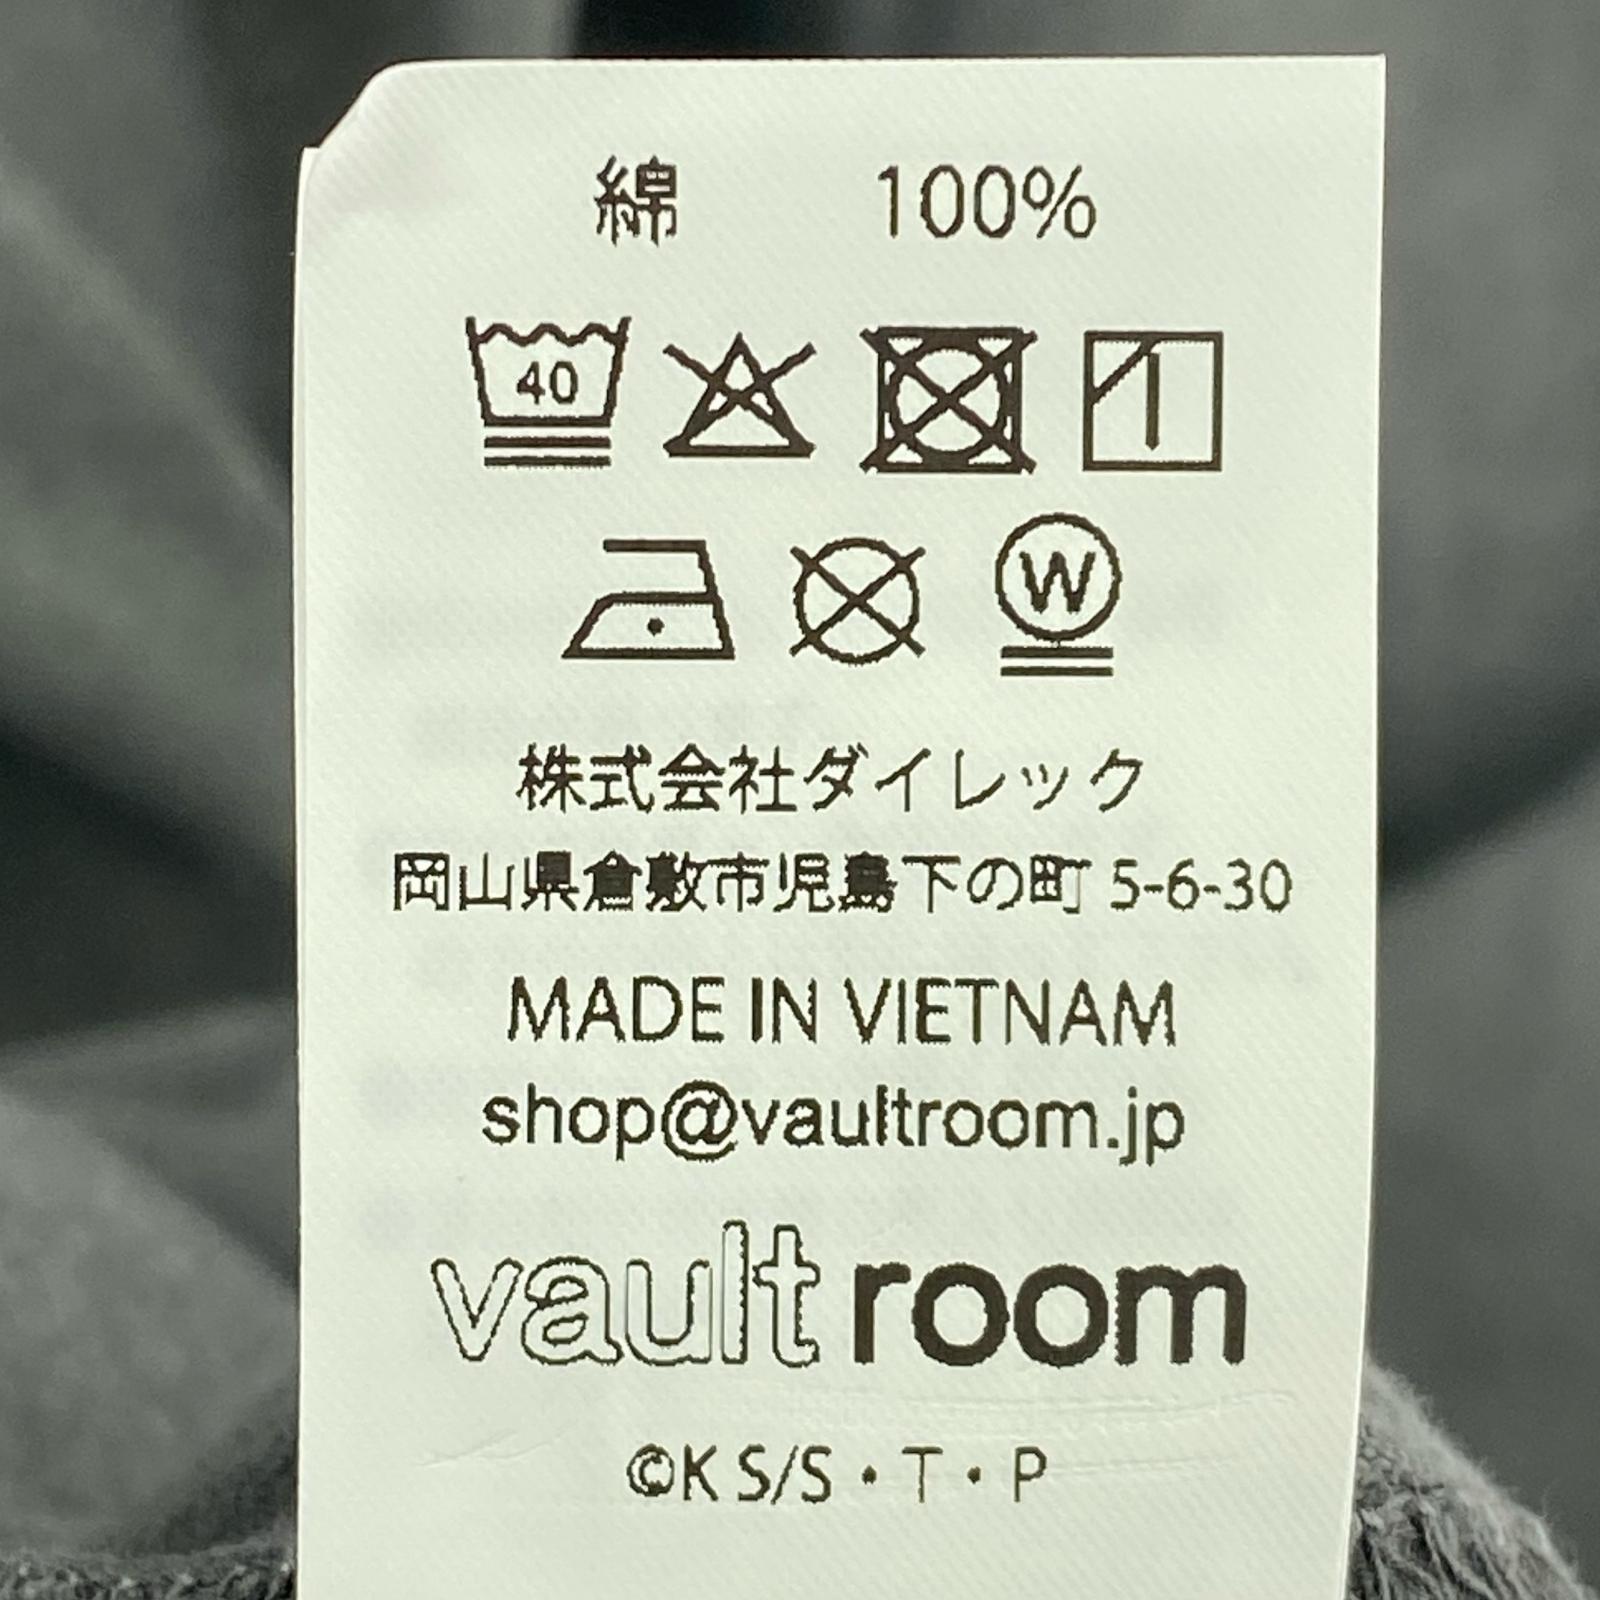 綿 100%
40
W
株式会社ダイレック
岡山県倉敷市児島下の町 5-6-30
MADE IN VIETNAM
shop@vaultroom.jp
vault room
©K S/S・T・P